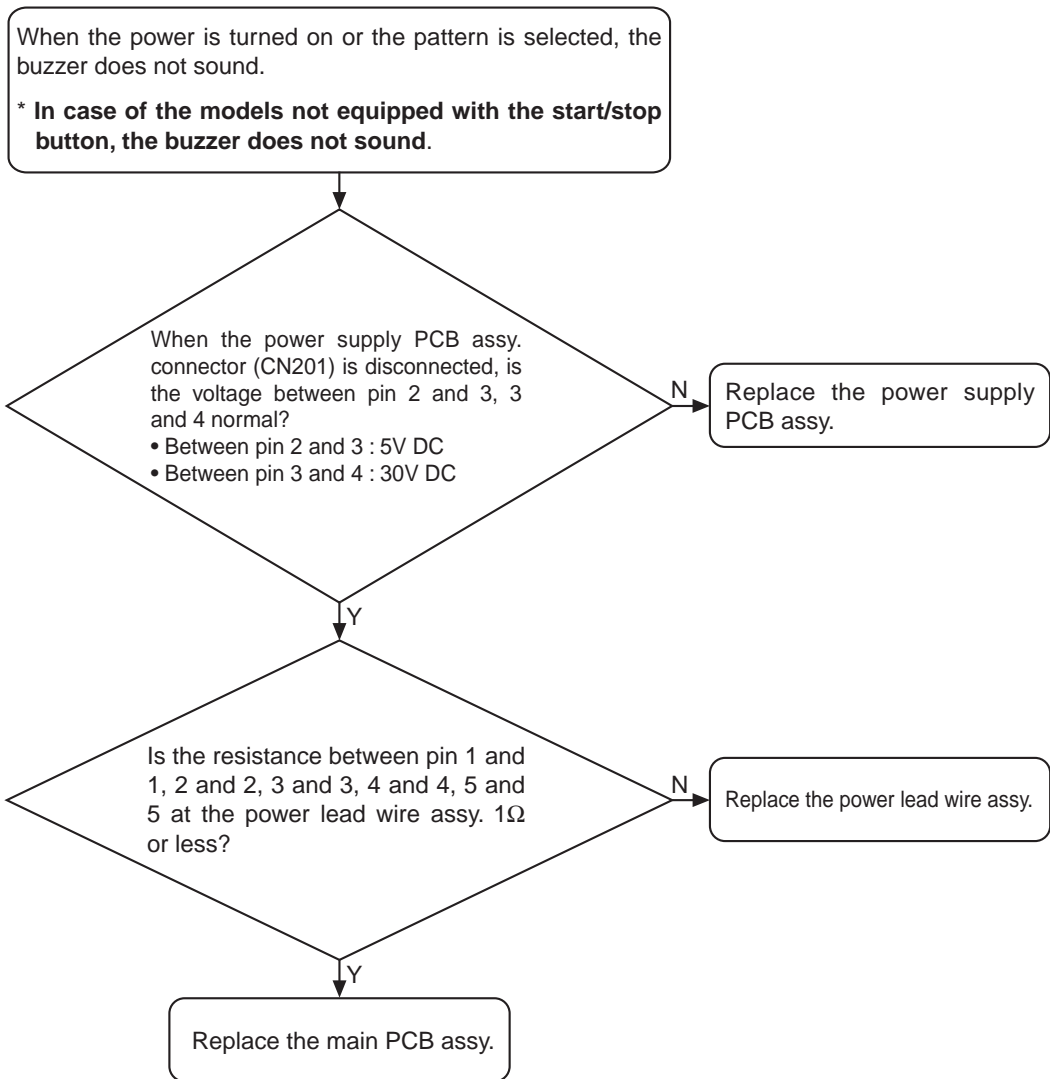 When the power is turned on or the pattern is selected, the
buzzer does not sound.
* In case of the models not equipped with the start/stop
button, the buzzer does not sound.
When the power supply PCB assy.
connector (CN201) is disconnected, is
the voltage between pin 2 and 3, 3
and 4 normal?
• Between pin 2 and 3 : 5V DC
• Between pin 3 and 4 : 30V DC
N
Replace the power supply
PCB assy.
Y
Is the resistance between pin 1 and
1, 2 and 2, 3 and 3, 4 and 4, 5 and
5 at the power lead wire assy. 1Ω
or less?
N
Replace the power lead wire assy.
Y
Replace the main PCB assy.